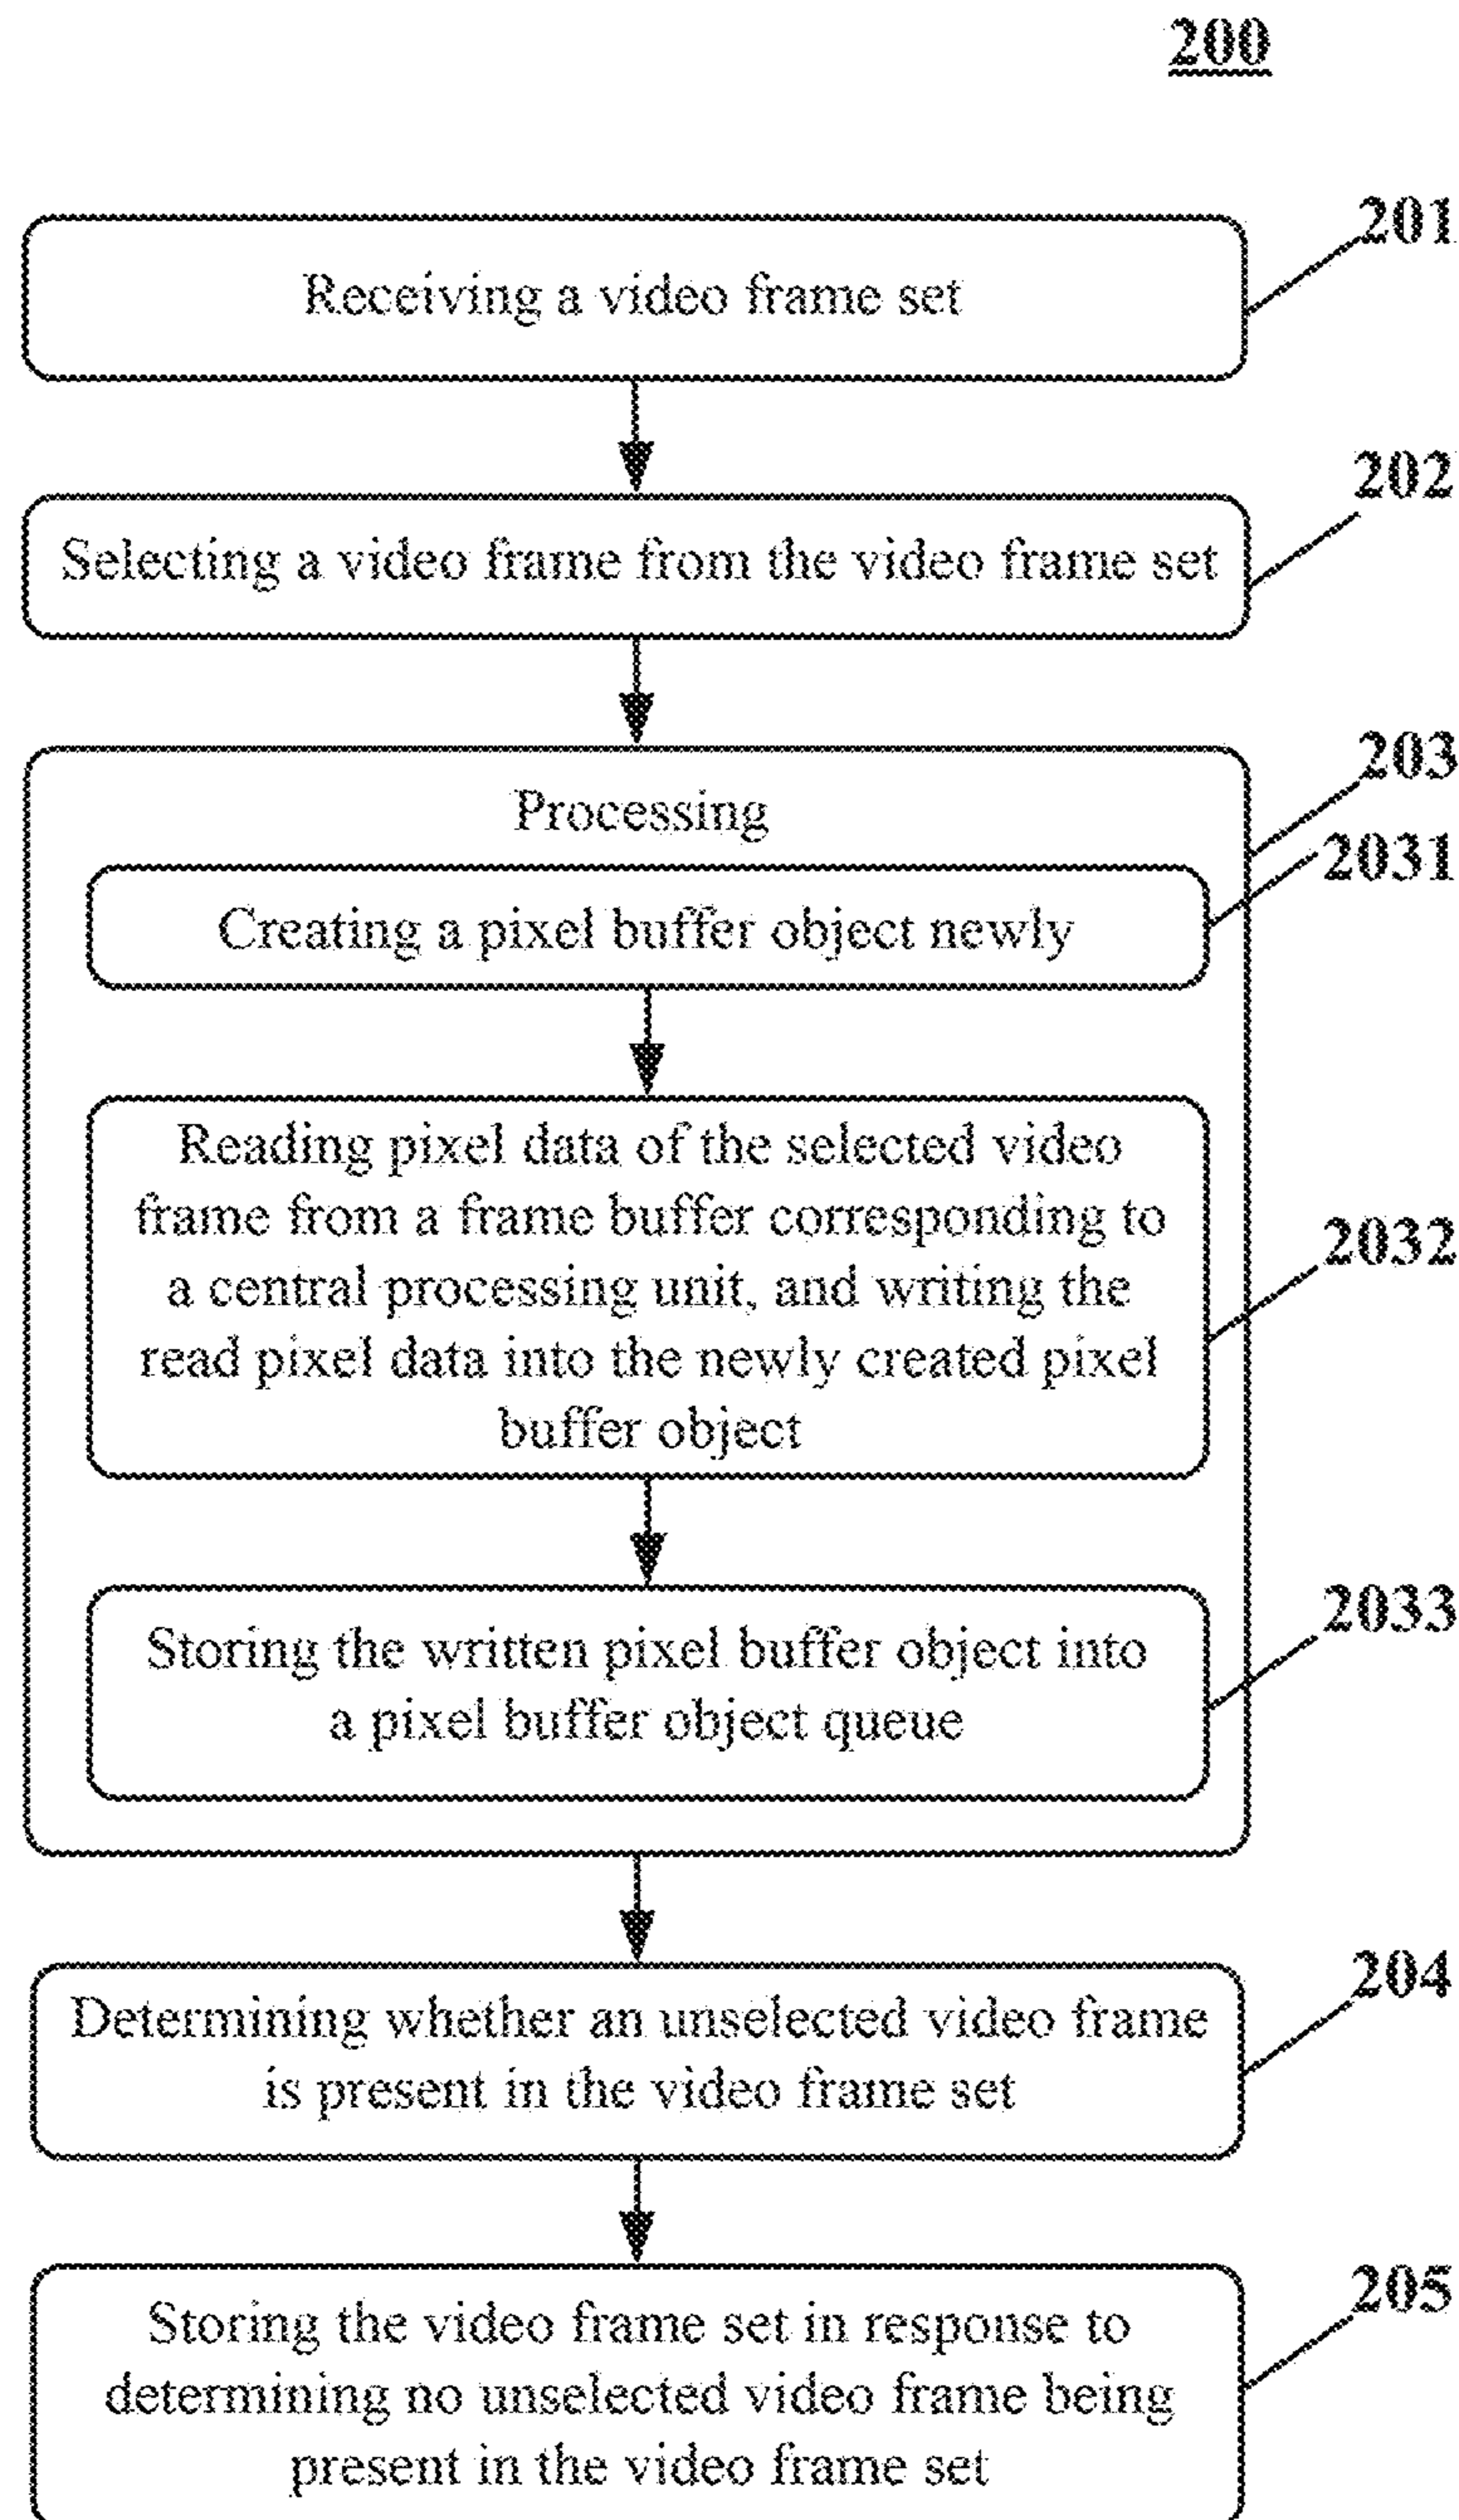 200
201
Receiving a video frame set
202
Selecting a video frame from the video frame set
203
Processing
2031
Creating a pixel buffer object newly
Reading pixel data of the selected video
frame from a frame buffer corresponding to
2032
a central processing unit, and writing the
read pixel data into the newly created pixel
buffer object
2033
Storing the written pixel buffer object into
a pixel buffer object queue
204
Determining whether an unselected video frame
is present in the video frame set
205
Storing the video frame set in response to
determining no unselected video frame being
present in the video frame set